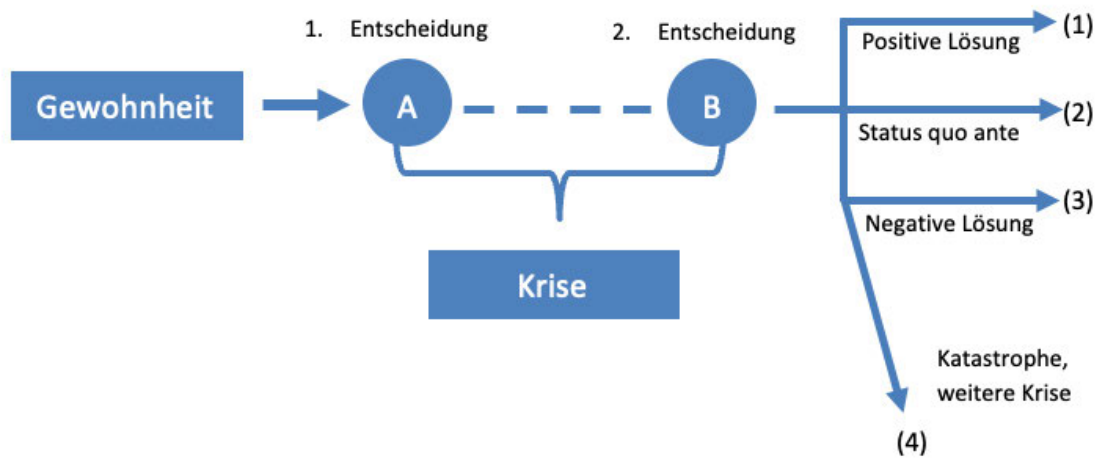 1. Entscheidung
2. Entscheidung
(1)
Positive Lösung
Gewohnheit
A
B
(2)
Status quo ante
(3)
Negative Lösung
Krise
Katastrophe,
weitere Krise
(4)